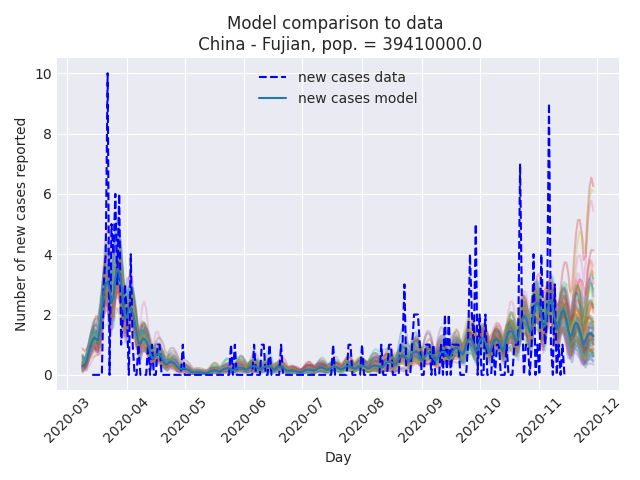 Model comparison to data
China - Fujian, pop. = 39410000.0
new cases data
new cases model
Number of new cases reported
10
8
6
4
2
0
2020-03
2020-04
2020-05
2020-06
2020-07
2020-08
2020-09
2020-10
2020-11
2020-12
Day